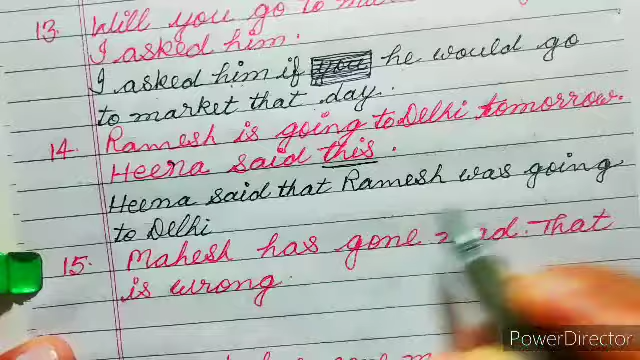 13. Will you go to
I asked him.
I asked him if he would go
to market that day.
14. Ramesh is going to Delhi tomorrow.
Heena said this.
Heena said that Ramesh was going
to Delhi
15. Mahesh has gone That
is wrong
PowerDirector